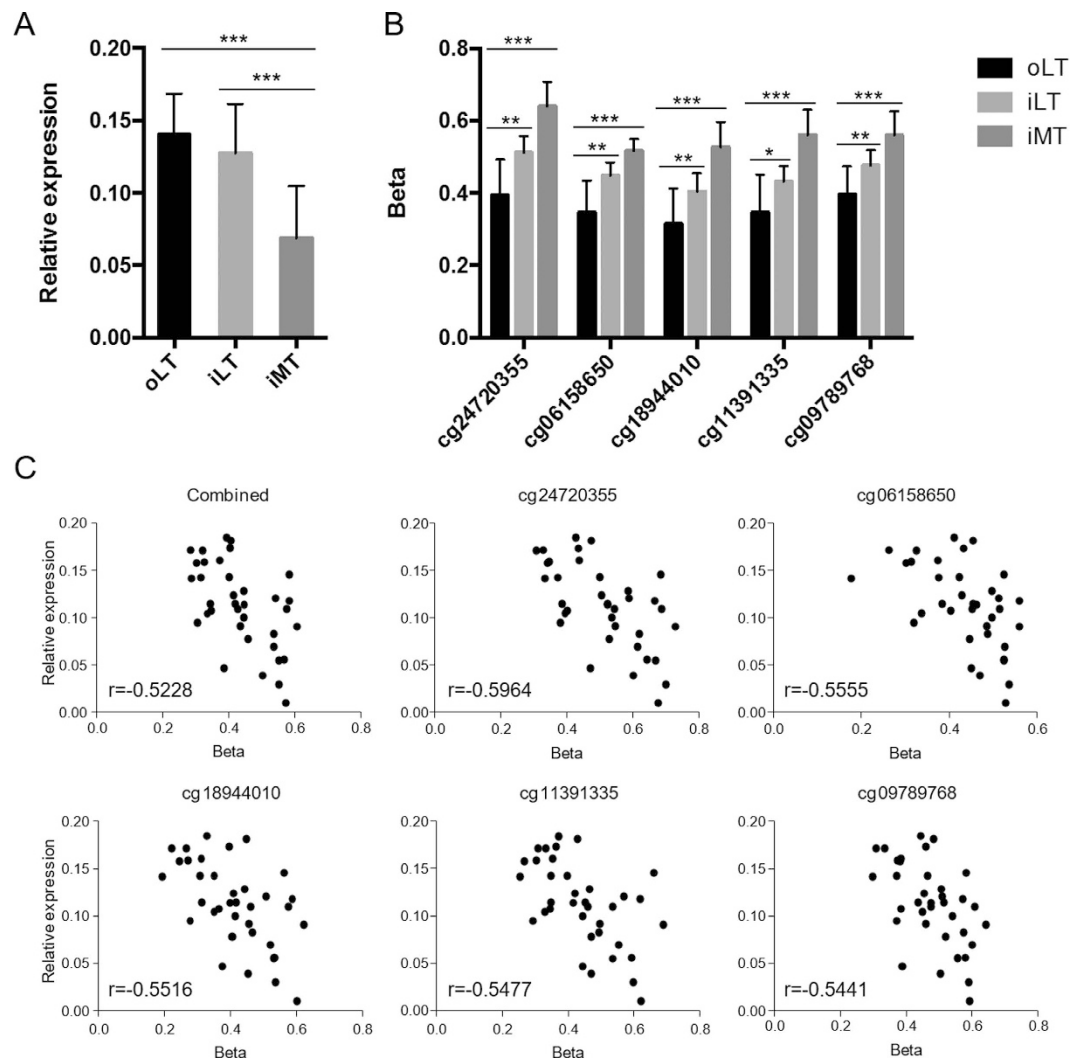 A
Relative expression
0.20
0.15
0.10
0.05
0.00
***
***
oLT
iLT
iMT
B
Beta
0.8
0.6
0.4
0.2
0.0
***
**
***
**
***
**
***
*
***
**
cg24720355
cg06158650
cg18944010
cg11391335
cg09789768
oLT
iLT
iMT
C
Combined
Relative expression
0.20
0.15
0.10
0.05
0.00
r=-0.5228
0.0 0.2 0.4 0.6 0.8
Beta
cg24720355
0.20
0.15
0.10
0.05
0.00
r=-0.5964
0.0 0.2 0.4 0.6 0.8
Beta
cg06158650
0.20
0.15
0.10
0.05
0.00
r=-0.5555
0.0 0.2 0.4 0.6
Beta
cg18944010
Relative expression
0.20
0.15
0.10
0.05
0.00
r=-0.5516
0.0 0.2 0.4 0.6 0.8
Beta
cg11391335
0.20
0.15
0.10
0.05
0.00
r=-0.5477
0.0 0.2 0.4 0.6 0.8
Beta
cg09789768
0.20
0.15
0.10
0.05
0.00
r=-0.5441
0.0 0.2 0.4 0.6 0.8
Beta